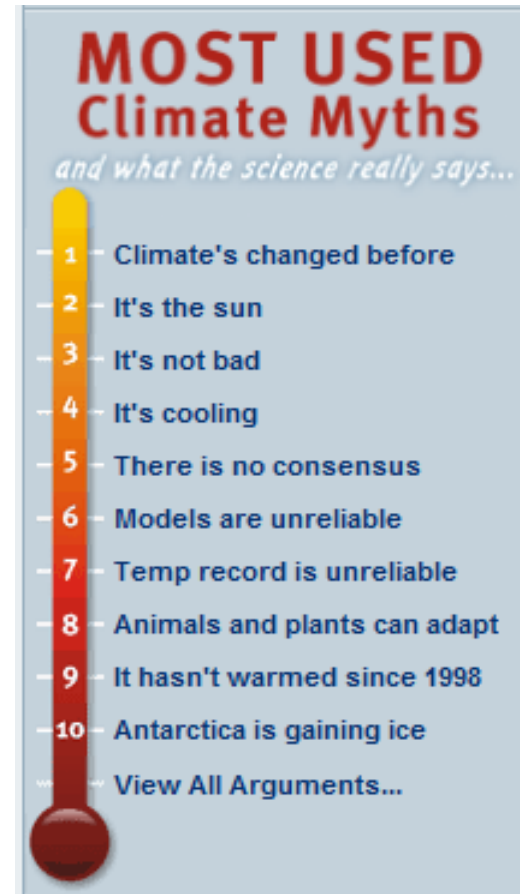 MOST USED
Climate Myths
and what the science really says...
1 Climate's changed before
2 It's the sun
3 It's not bad
4 It's cooling
5 There is no consensus
6 Models are unreliable
7 Temp record is unreliable
8 Animals and plants can adapt
9 It hasn't warmed since 1998
10 Antarctica is gaining ice
View All Arguments...